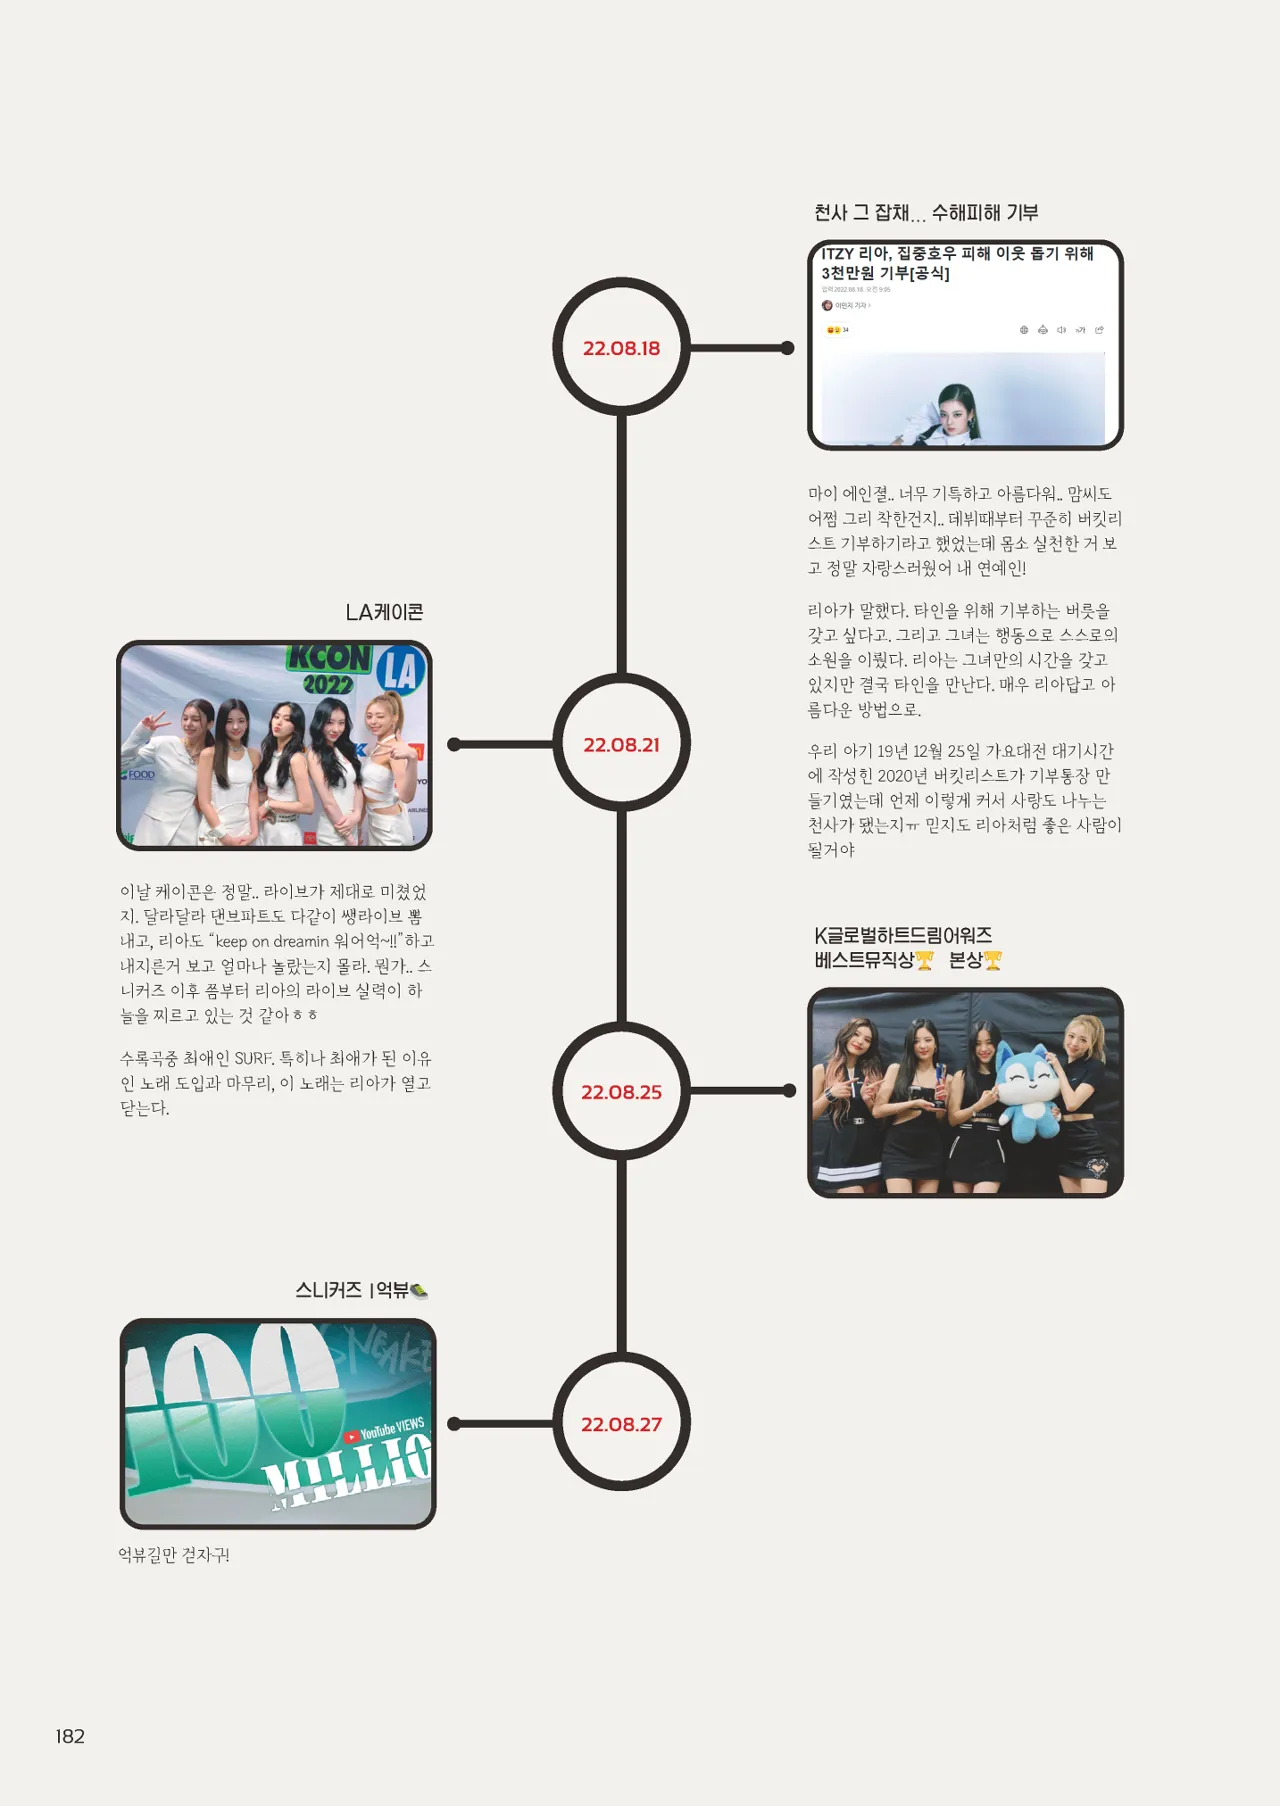 천사 그 잡채... 수해피해 기부
ITZY 리아, 집중호우 피해 이웃 돕기 위해
3천만원 기부[공식]
입력 2022.08.18. 오전 9:05
이민지 기자
34
가
22.08.18
마이 에인졀.. 너무 기특하고 아름다워.. 맘씨도
어쩜 그리 착한건지.. 데뷔때부터 꾸준히 버킷리
스트 기부하기라고 했었는데 몸소 실천한 거 보
고 정말 자랑스러웠어 내 연예인!
리아가 말했다. 타인을 위해 기부하는 버릇을
갖고 싶다고. 그리고 그녀는 행동으로 스스로의
소원을 이뤘다. 리아는 그녀만의 시간을 갖고
있지만 결국 타인을 만난다. 매우 리아답고 아
름다운 방법으로.
우리 아기 19년 12월 25일 가요대전 대기시간
에 작성힌 2020년 버킷리스트가 기부통장 만
들기였는데 언제 이렇게 커서 사랑도 나누는
천사가 됐는지ㅠ 믿지도 리아처럼 좋은 사람이
될거야
LA케이콘
KCON
2022
LA
FOOD
22.08.21
이날 케이콘은 정말.. 라이브가 제대로 미쳤었
지. 달라달라 댄브파트도 다같이 쌩라이브 뽐
내고, 리아도 “keep on dreamin 워어억~!!”하고
내지른거 보고 얼마나 놀랐는지 몰라. 뭔가.. 스
니커즈 이후 쯤부터 리아의 라이브 실력이 하
늘을 찌르고 있는 것 같아ㅎㅎ
수록곡중 최애인 SURF. 특히나 최애가 된 이유
인 노래 도입과 마무리, 이 노래는 리아가 열고
닫는다.
K글로벌하트드림어워즈
베스트뮤직상🏆 본상🏆
22.08.25
스니커즈 1억뷰👟
100
SNEAKE
YouTube VIEWS
MILLIO
22.08.27
억뷰길만 걷자구!
182